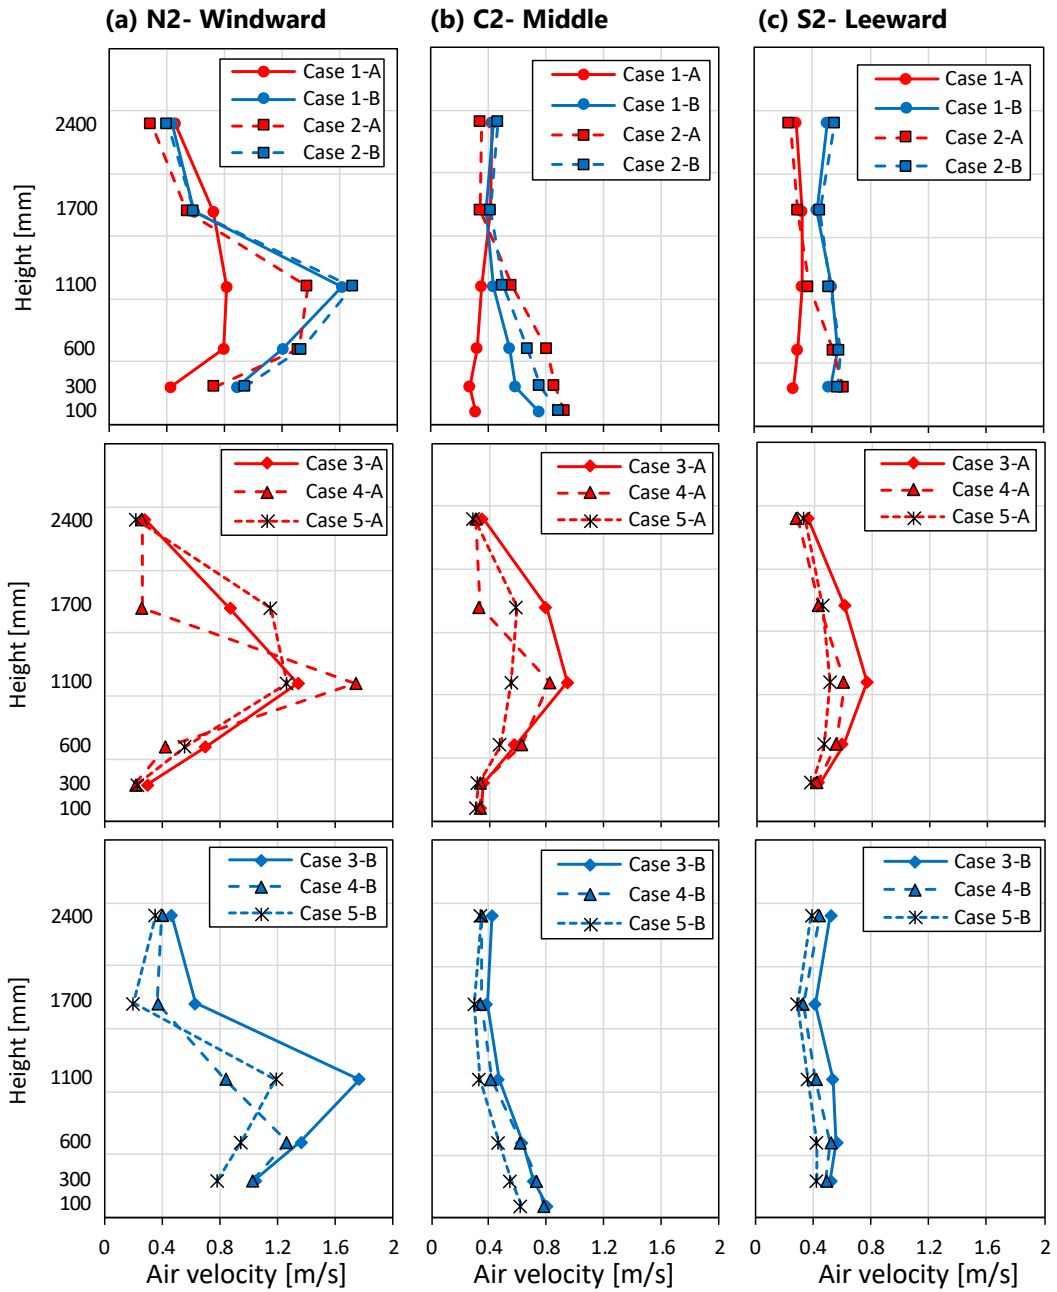 (a) N2- Windward
(b) C2- Middle
(c) S2- Leeward
Height [mm]
2400
1700
1100
600
300
100
Case 1-A
Case 1-B
Case 2-A
Case 2-B
Case 1-A
Case 1-B
Case 2-A
Case 2-B
Case 1-A
Case 1-B
Case 2-A
Case 2-B
Height [mm]
2400
1700
1100
600
300
100
Case 3-A
Case 4-A
Case 5-A
Case 3-A
Case 4-A
Case 5-A
Case 3-A
Case 4-A
Case 5-A
Height [mm]
2400
1700
1100
600
300
100
Case 3-B
Case 4-B
Case 5-B
Case 3-B
Case 4-B
Case 5-B
Case 3-B
Case 4-B
Case 5-B
0 0.4 0.8 1.2 1.6 2
0 0.4 0.8 1.2 1.6 2
0 0.4 0.8 1.2 1.6 2
Air velocity [m/s]
Air velocity [m/s]
Air velocity [m/s]